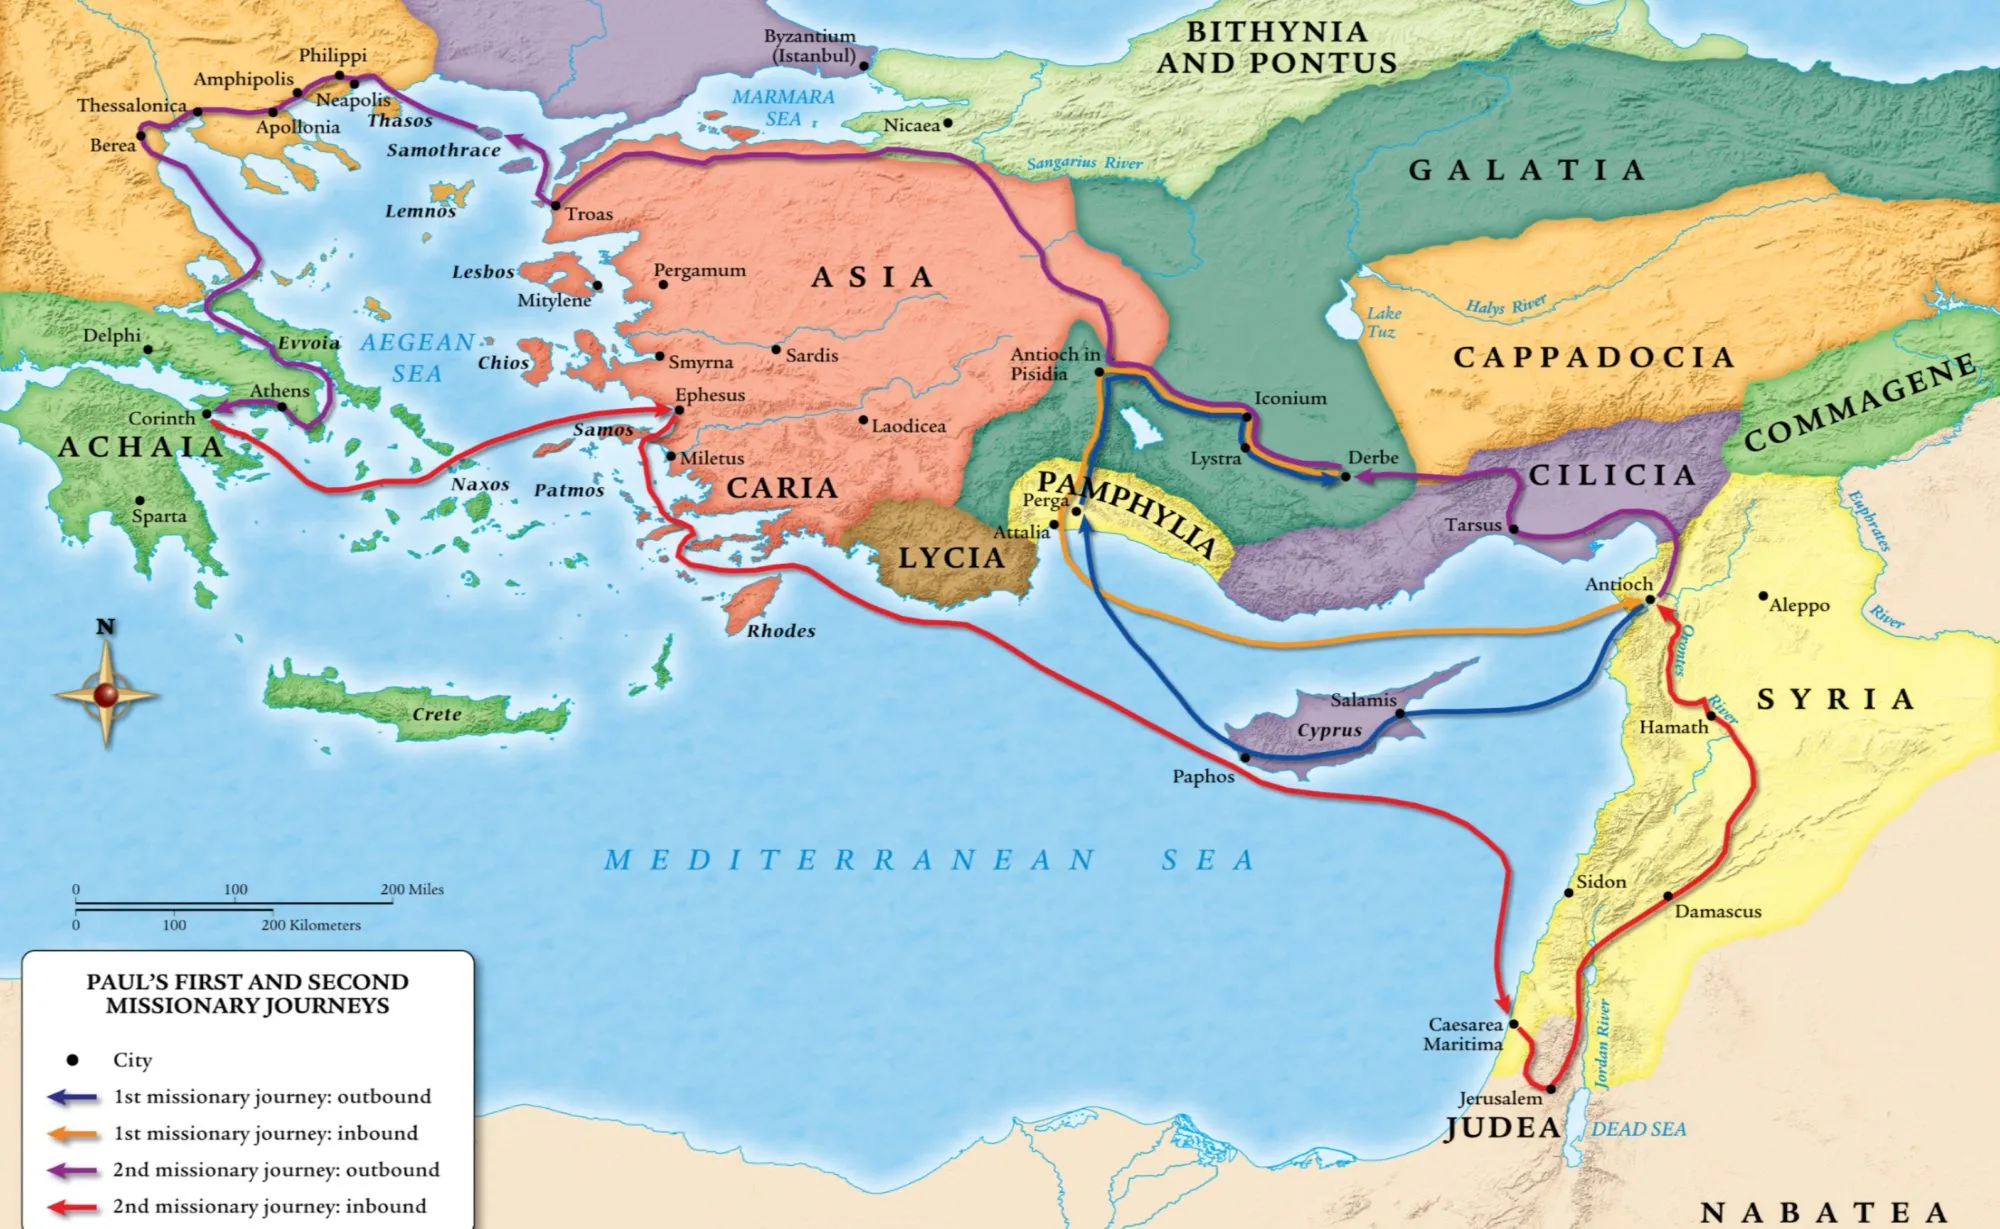 BITHYNIA
AND PONTUS
Byzantium
(Istanbul)
Philippi
Amphipolis
Neapolis
Thessalonica
Apollonia
Thasos
Berea
Samothrace
MARMARA
SEA
Nicaea
Sangarius River
GALATIA
Lemnos
Troas
Lesbos
Mitylene
Pergamum
ASIA
Lake
Tuz
Halys River
Delphi
Evvoia
AEGEAN
SEA
Chios
Smyrna
Sardis
Antioch in
Pisidia
CAPPADOCIA
COMMAGENE
Athens
Corinth
ACHAIA
Ephesus
Samos
Laodicea
Iconium
Miletus
Lystra
Derbe
CILICIA
Naxos
Patmos
CARIA
PAMPHYLIA
Perga
Attalia
Sparta
LYCIA
Tarsus
Euphrates
River
Antioch
Aleppo
Rhodes
Orontes
River
N
Crete
Salamis
Cyprus
Paphos
Hamath
SYRIA
MEDITERRANEAN SEA
0 100 200 Miles
0 100 200 Kilometers
Sidon
Damascus
Caesarea
Maritima
Jordan River
Jerusalem
JUDEA
DEAD SEA
NABATEA
PAUL'S FIRST AND SECOND
MISSIONARY JOURNEYS
City
1st missionary journey: outbound
1st missionary journey: inbound
2nd missionary journey: outbound
2nd missionary journey: inbound